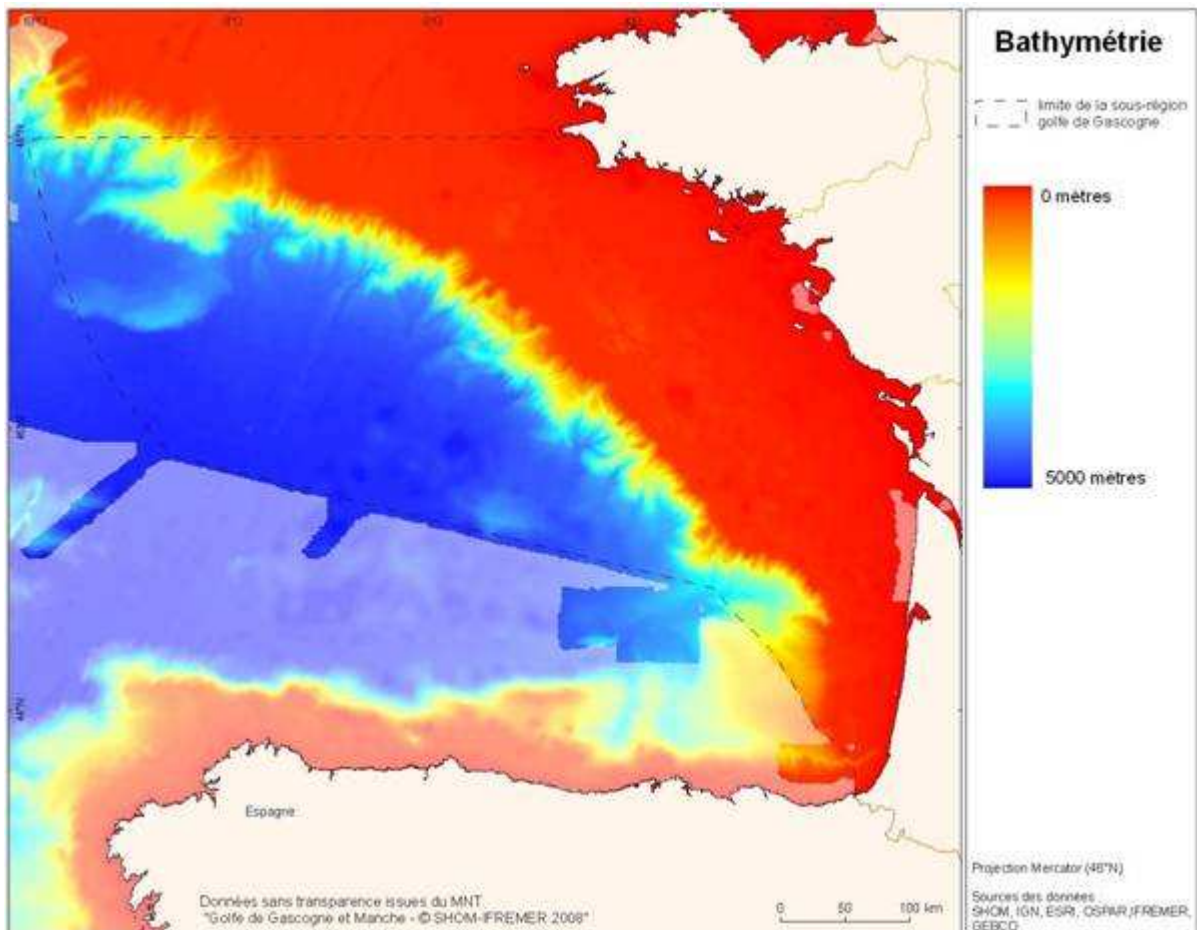 Bathymétrie
limite de la sous-région
golfe de Gascogne
0 mètres
5000 mètres
Espagne
Données sans transparence issues du MNT
"Golfe de Gascogne et Manche - © SHOM-IFREMER 2008"
0 50 100 km
Projection Mercator (46°N)
Sources des données
SHOM, IGN, ESRI, OSPAR, IFREMER,
GEBCO